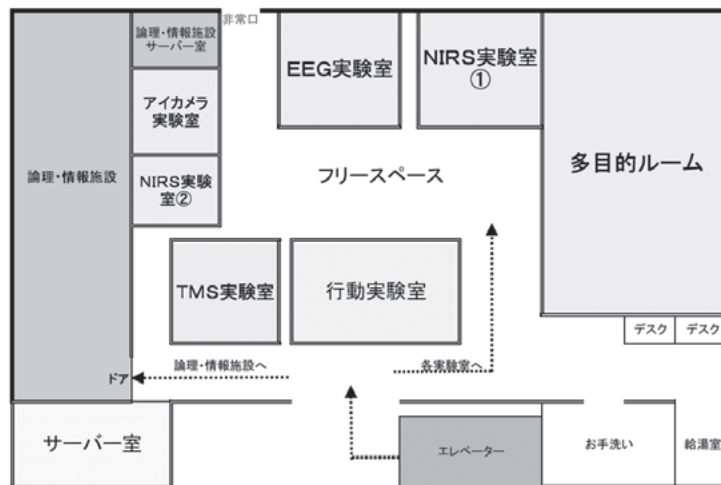 論理・情報施設
サーバー室
非常口
EEG実験室
NIRS実験室
①
アイカメラ
実験室
多目的ルーム
論理・情報施設
NIRS実験
室②
フリースペース
TMS実験室
行動実験室
デスク
デスク
論理・情報施設へ
各実験室へ
ドア
サーバー室
エレベーター
お手洗い
給湯室